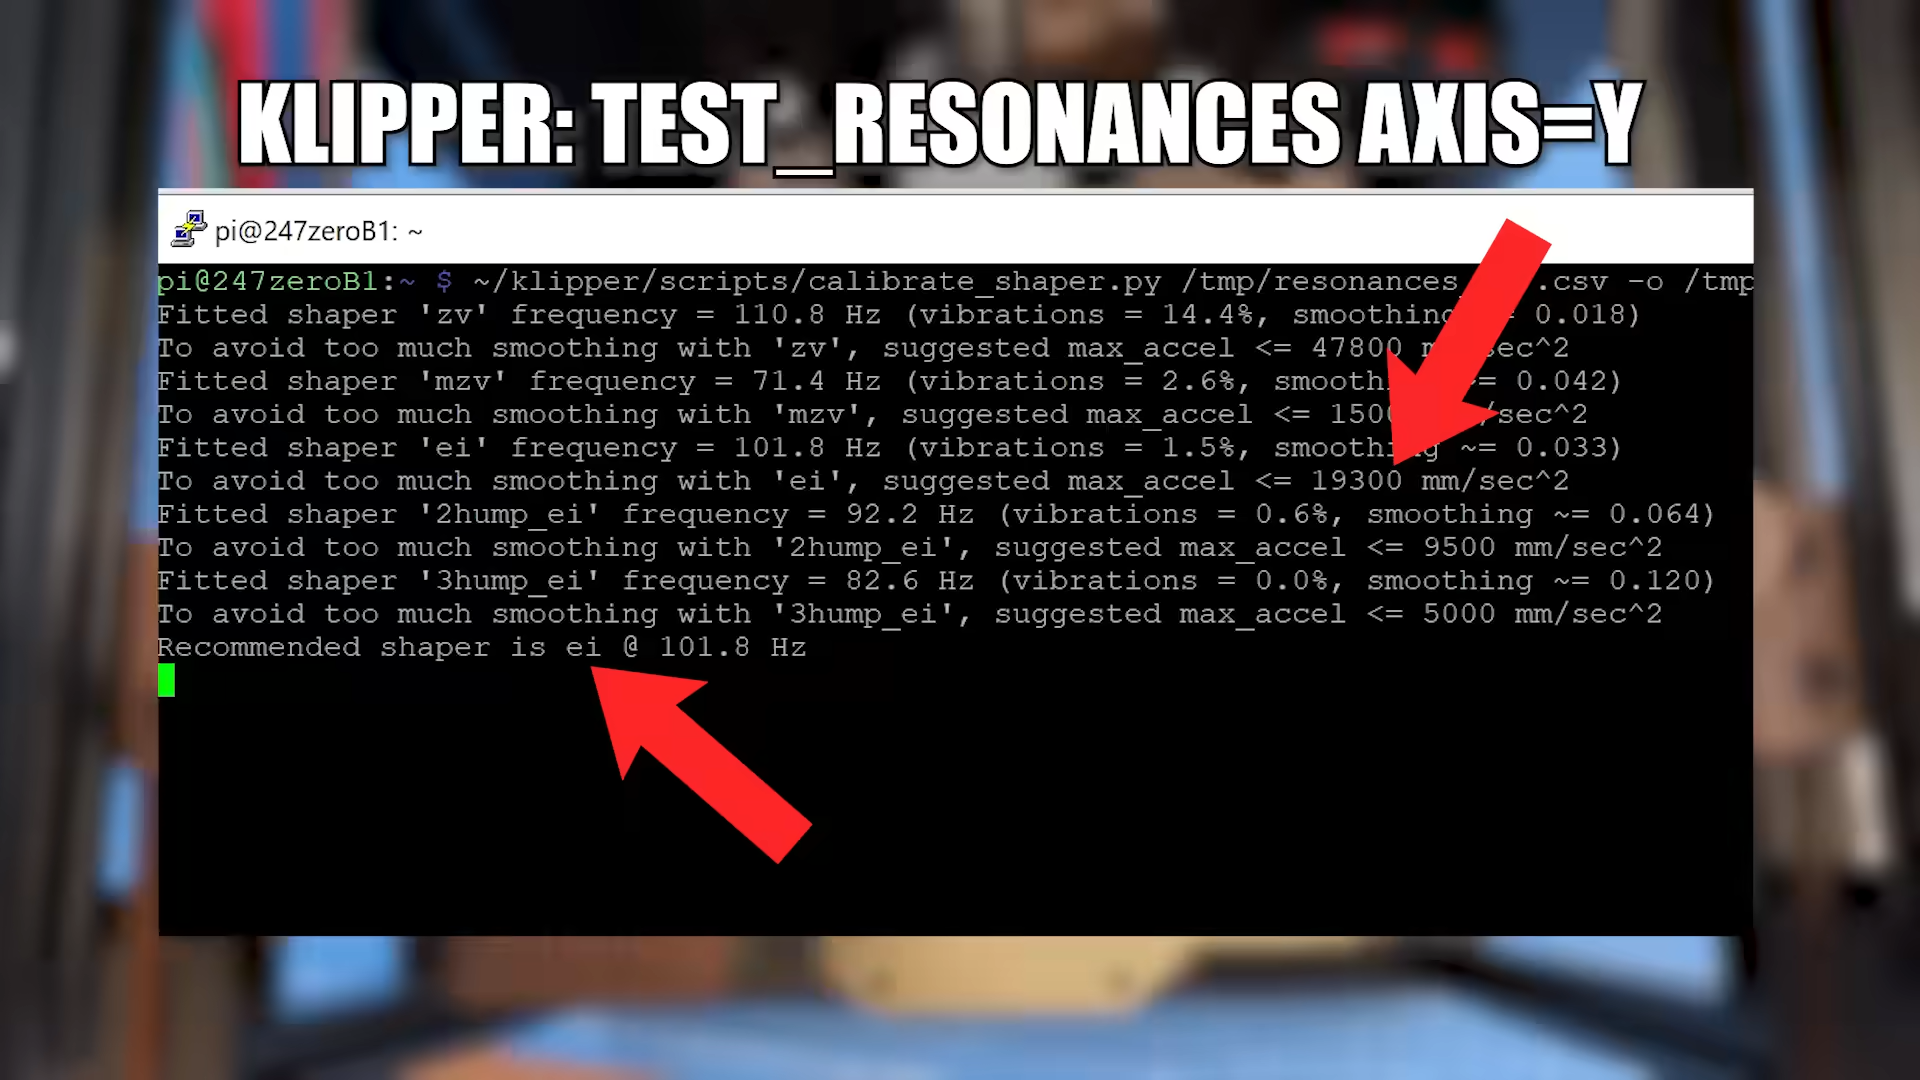 KLIPPER: TEST_RESONANCES AXIS=Y
pi@247zeroB1: ~
pi@247zeroB1:~ $ ~/klipper/scripts/calibrate_shaper.py /tmp/resonances .csv -o /tmp
Fitted shaper 'zv' frequency = 110.8 Hz (vibrations = 14.4%, smoothing 0.018)
To avoid too much smoothing with 'zv', suggested max_accel <= 47800
Fitted shaper 'mzv' frequency = 71.4 Hz (vibrations = 2.6%, = 0.042)
To avoid too much smoothing with 'mzv', suggested max_accel <= /sec^2
Fitted shaper 'ei' frequency = 101.8 Hz (vibrations = 1.5%, smoothing ~= 0.033)
To avoid too much smoothing with 'ei', suggested max_accel <= 19300 mm/sec^2
Fitted shaper '2hump_ei' frequency = 92.2 Hz (vibrations = 0.6%, smoothing ~= 0.064)
To avoid too much smoothing with '2hump_ei', suggested max_accel <= 9500 mm/sec^2
Fitted shaper '3hump_ei' frequency = 82.6 Hz (vibrations = 0.0%, smoothing ~= 0.120)
To avoid too much smoothing with '3hump_ei', suggested max_accel <= 5000 mm/sec^2
Recommended shaper is ei @ 101.8 Hz